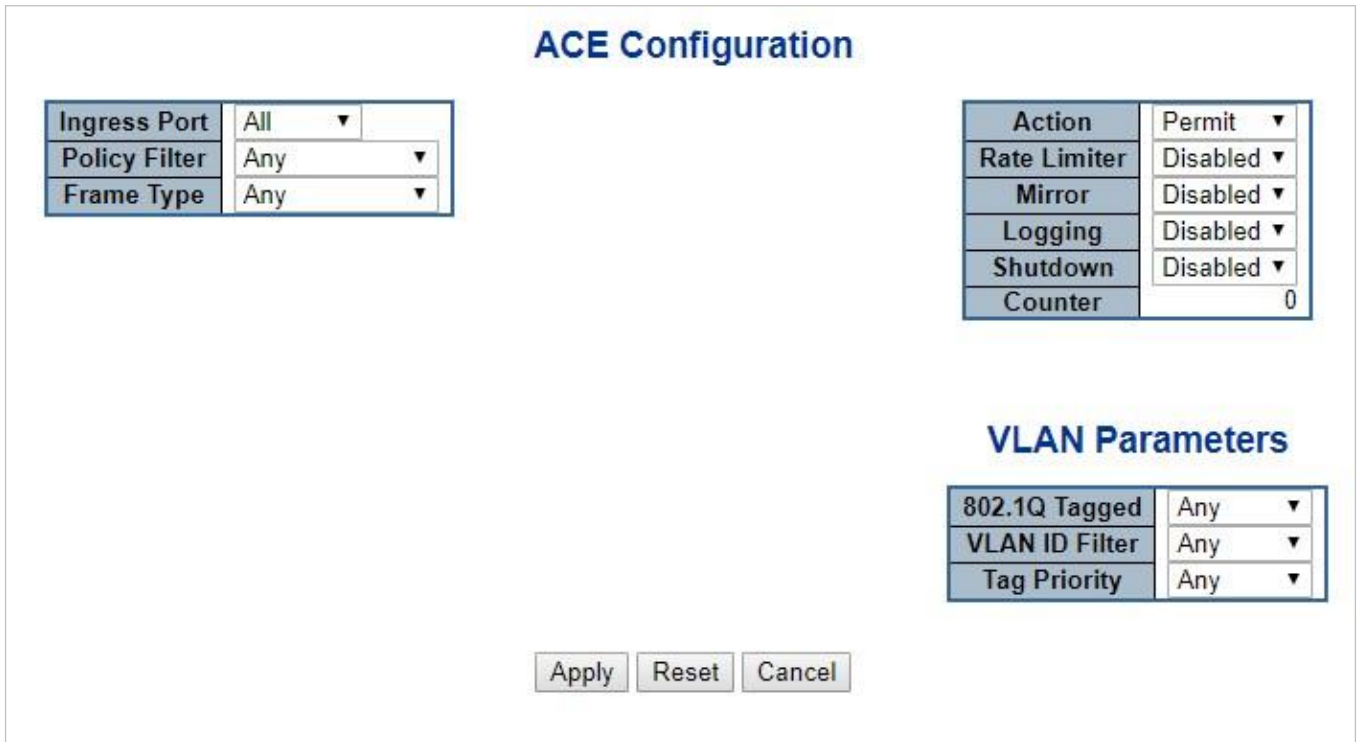 ACE Configuration
Ingress Port All
Policy Filter Any
Frame Type Any
Action Permit
Rate Limiter Disabled
Mirror Disabled
Logging Disabled
Shutdown Disabled
Counter 0
VLAN Parameters
802.1Q Tagged Any
VLAN ID Filter Any
Tag Priority Any
Apply Reset Cancel